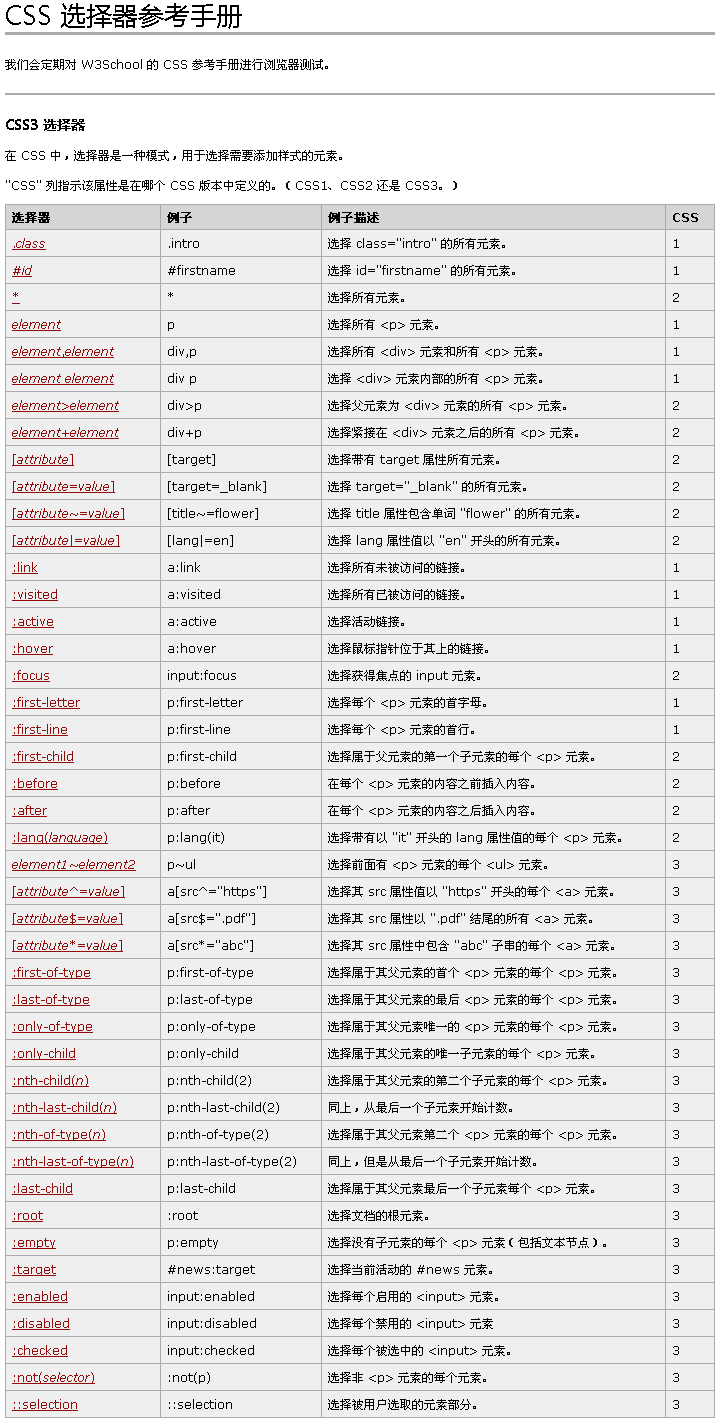 CSS 选择器参考手册
我们会定期对 W3School 的 CSS 参考手册进行浏览器测试。
CSS3 选择器
在 CSS 中，选择器是一种模式，用于选择需要添加样式的元素。
"CSS" 列指示该属性是在哪个 CSS 版本中定义的。（CSS1、CSS2 还是 CSS3。）
选择器 例子 例子描述 CSS
.class .intro 选择 class="intro" 的所有元素。 1
#id #firstname 选择 id="firstname" 的所有元素。 1
* * 选择所有元素。 2
element p 选择所有 <p> 元素。 1
element,element div,p 选择所有 <div> 元素和所有 <p> 元素。 1
element element div p 选择 <div> 元素内部的所有 <p> 元素。 1
element>element div>p 选择父元素为 <div> 元素的所有 <p> 元素。 2
element+element div+p 选择紧接在 <div> 元素之后的所有 <p> 元素。 2
[attribute] [target] 选择带有 target 属性所有元素。 2
[attribute=value] [target=_blank] 选择 target="_blank" 的所有元素。 2
[attribute~=value] [title~=flower] 选择 title 属性包含单词 "flower" 的所有元素。 2
[attribute|=value] [lang|=en] 选择 lang 属性值以 "en" 开头的所有元素。 2
:link a:link 选择所有未被访问的链接。 1
:visited a:visited 选择所有已被访问的链接。 1
:active a:active 选择活动链接。 1
:hover a:hover 选择鼠标指针位于其上的链接。 1
:focus input:focus 选择获得焦点的 input 元素。 2
:first-letter p:first-letter 选择每个 <p> 元素的首字母。 1
:first-line p:first-line 选择每个 <p> 元素的首行。 1
:first-child p:first-child 选择属于父元素的第一个子元素的每个 <p> 元素。 2
:before p:before 在每个 <p> 元素的内容之前插入内容。 2
:after p:after 在每个 <p> 元素的内容之后插入内容。 2
:lang(language) p:lang(it) 选择带有以 "it" 开头的 lang 属性值的每个 <p> 元素。 2
element1~element2 p~ul 选择前面有 <p> 元素的每个 <ul> 元素。 3
[attribute^=value] a[src^="https"] 选择其 src 属性值以 "https" 开头的每个 <a> 元素。 3
[attribute$=value] a[src$=".pdf"] 选择其 src 属性以 ".pdf" 结尾的所有 <a> 元素。 3
[attribute*=value] a[src*="abc"] 选择其 src 属性中包含 "abc" 子串的每个 <a> 元素。 3
:first-of-type p:first-of-type 选择属于其父元素的首个 <p> 元素的每个 <p> 元素。 3
:last-of-type p:last-of-type 选择属于其父元素的最后 <p> 元素的每个 <p> 元素。 3
:only-of-type p:only-of-type 选择属于其父元素唯一的 <p> 元素的每个 <p> 元素。 3
:only-child p:only-child 选择属于其父元素的唯一子元素的每个 <p> 元素。 3
:nth-child(n) p:nth-child(2) 选择属于其父元素的第二个子元素的每个 <p> 元素。 3
:nth-last-child(n) p:nth-last-child(2) 同上，从最后一个子元素开始计数。 3
:nth-of-type(n) p:nth-of-type(2) 选择属于其父元素第二个 <p> 元素的每个 <p> 元素。 3
:nth-last-of-type(n) p:nth-last-of-type(2) 同上，但是从最后一个子元素开始计数。 3
:last-child p:last-child 选择属于其父元素最后一个子元素每个 <p> 元素。 3
:root :root 选择文档的根元素。 3
:empty p:empty 选择没有子元素的每个 <p> 元素（包括文本节点）。 3
:target #news:target 选择当前活动的 #news 元素。 3
:enabled input:enabled 选择每个启用的 <input> 元素。 3
:disabled input:disabled 选择每个禁用的 <input> 元素 3
:checked input:checked 选择每个被选中的 <input> 元素。 3
:not(selector) :not(p) 选择非 <p> 元素的每个元素。 3
::selection ::selection 选择被用户选取的元素部分。 3